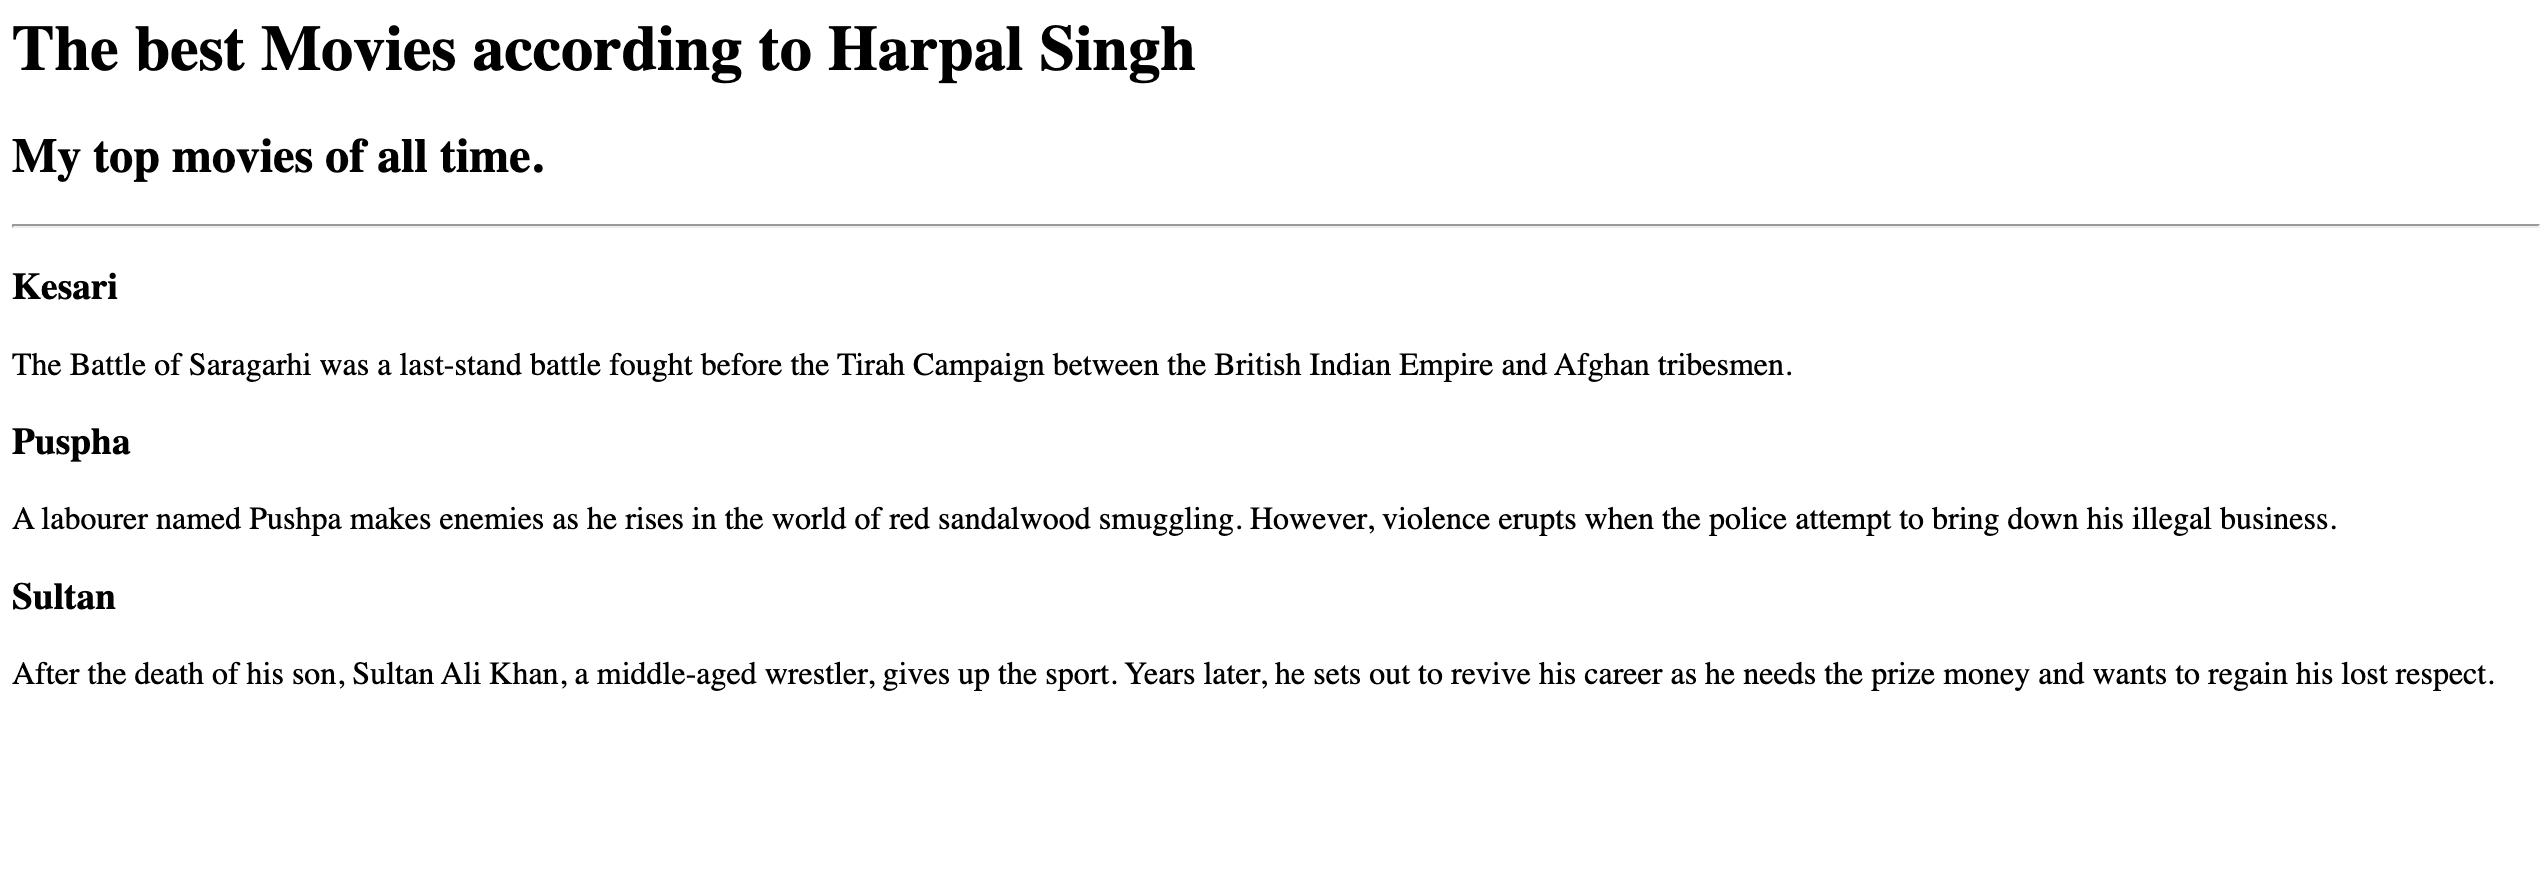 The best Movies according to Harpal Singh
My top movies of all time.
Kesari
The Battle of Saragarhi was a last-stand battle fought before the Tirah Campaign between the British Indian Empire and Afghan tribesmen.
Puspha
A labourer named Pushpa makes enemies as he rises in the world of red sandalwood smuggling. However, violence erupts when the police attempt to bring down his illegal business.
Sultan
After the death of his son, Sultan Ali Khan, a middle-aged wrestler, gives up the sport. Years later, he sets out to revive his career as he needs the prize money and wants to regain his lost respect.